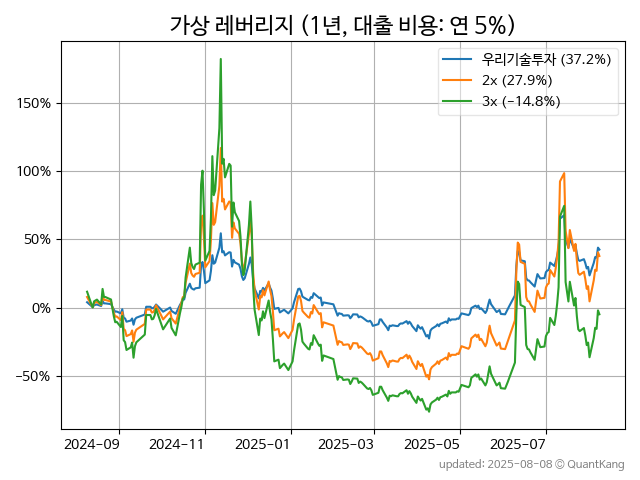 가상 레버리지 (1년, 대출 비용: 연 5%)
우리기술투자 (37.2%)
2x (27.9%)
3x (−14.8%)
150%
100%
50%
0%
−50%
2024-09
2024-11
2025-01
2025-03
2025-05
2025-07
updated: 2025-08-08 © QuantKang